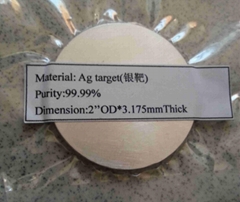 Material: Ag target(银靶)
Purity:99.99%
Dimension:2’’OD*3.175mmThick